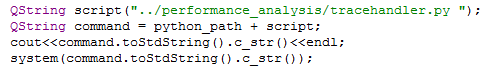 QString script("../performance_analysis/tracehandler.py ");
QString command = python_path + script;
cout<<command.toStdString().c_str()<<endl;
system(command.toStdString().c_str());